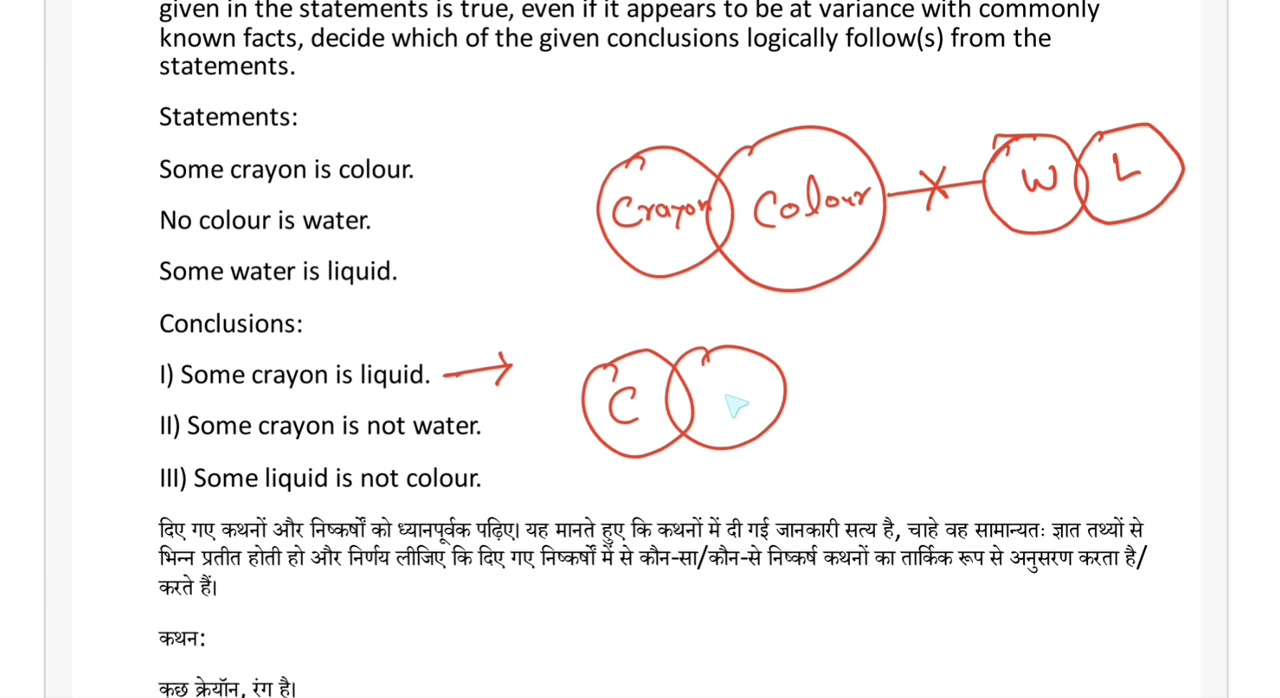 given in the statements is true, even if it appears to be at variance with commonly
known facts, decide which of the given conclusions logically follow(s) from the
statements.
Statements:
Some crayon is colour.
No colour is water.
Some water is liquid.
Crayon Colour W L
Conclusions:
I) Some crayon is liquid.
C
II) Some crayon is not water.
III) Some liquid is not colour.
दिए गए कथनों और निष्कर्षों को ध्यानपूर्वक पढ़िए। यह मानते हुए कि कथनों में दी गई जानकारी सत्य है, चाहे वह सामान्यतः ज्ञात तथ्यों से
भिन्न प्रतीत होती हो और निर्णय लीजिए कि दिए गए निष्कर्षों में से कौन-सा/कौन-से निष्कर्ष कथनों का तार्किक रूप से अनुसरण करता है/
करते हैं।
कथन:
कुछ क्रेयॉन, रंग है।